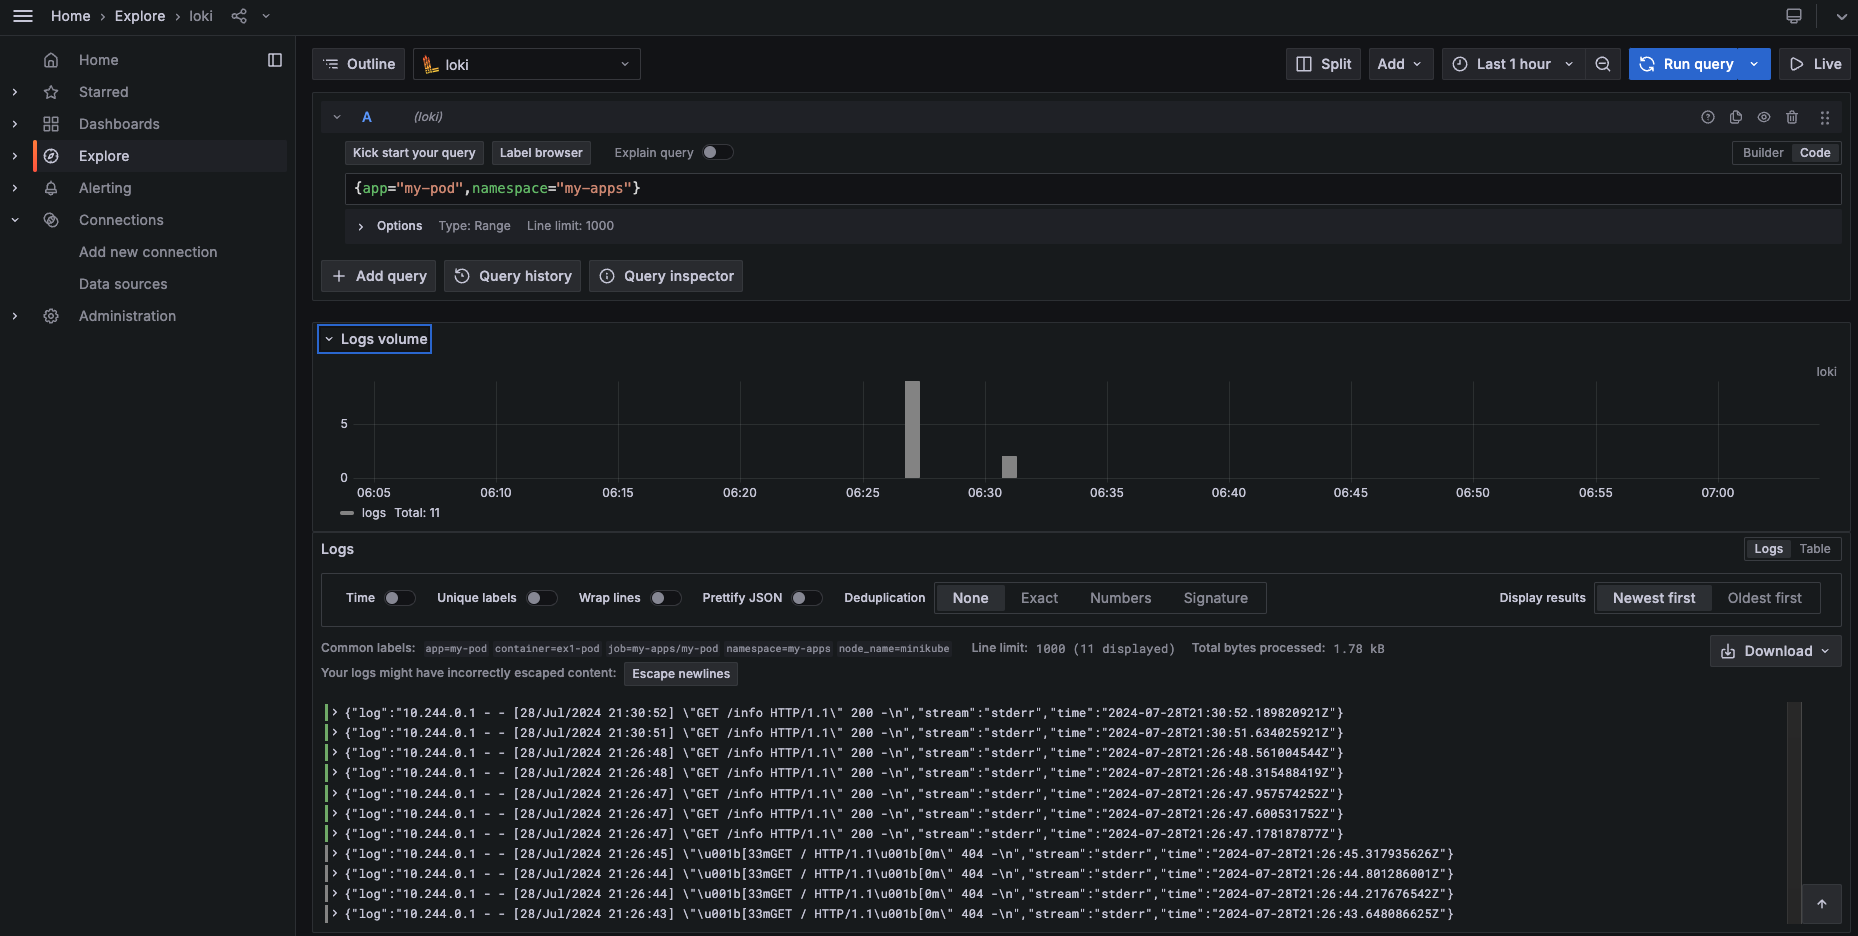 Home › Explore › loki
Home
Starred
Dashboards
Explore
Alerting
Connections
Add new connection
Data sources
Administration
Outline loki Split Add Last 1 hour Run query Live
A (loki)
Kick start your query Label browser Explain query Builder Code
{app="my-pod",namespace="my-apps"}
Options Type: Range Line limit: 1000
+ Add query Query history Query inspector
Logs volume
loki
5
0
06:05 06:10 06:15 06:20 06:25 06:30 06:35 06:40 06:45 06:50 06:55 07:00
logs Total: 11
Logs Logs Table
Time Unique labels Wrap lines Prettify JSON Deduplication None Exact Numbers Signature Display results Newest first Oldest first
Common labels: app=my-pod container=ex1-pod job=my-apps/my-pod namespace=my-apps node_name=minikube Line limit: 1000 (11 displayed) Total bytes processed: 1.78 kB Download
Your logs might have incorrectly escaped content: Escape newlines
{"log":"10.244.0.1 - - [28/Jul/2024 21:30:52] \"GET /info HTTP/1.1\" 200 -\n","stream":"stderr","time":"2024-07-28T21:30:52.189820921Z"}
{"log":"10.244.0.1 - - [28/Jul/2024 21:30:51] \"GET /info HTTP/1.1\" 200 -\n","stream":"stderr","time":"2024-07-28T21:30:51.634025921Z"}
{"log":"10.244.0.1 - - [28/Jul/2024 21:26:48] \"GET /info HTTP/1.1\" 200 -\n","stream":"stderr","time":"2024-07-28T21:26:48.561004544Z"}
{"log":"10.244.0.1 - - [28/Jul/2024 21:26:48] \"GET /info HTTP/1.1\" 200 -\n","stream":"stderr","time":"2024-07-28T21:26:48.315488419Z"}
{"log":"10.244.0.1 - - [28/Jul/2024 21:26:47] \"GET /info HTTP/1.1\" 200 -\n","stream":"stderr","time":"2024-07-28T21:26:47.957574252Z"}
{"log":"10.244.0.1 - - [28/Jul/2024 21:26:47] \"GET /info HTTP/1.1\" 200 -\n","stream":"stderr","time":"2024-07-28T21:26:47.600531752Z"}
{"log":"10.244.0.1 - - [28/Jul/2024 21:26:47] \"GET /info HTTP/1.1\" 200 -\n","stream":"stderr","time":"2024-07-28T21:26:47.178187877Z"}
{"log":"10.244.0.1 - - [28/Jul/2024 21:26:45] \"\u001b[33mGET / HTTP/1.1\u001b[0m\" 404 -\n","stream":"stderr","time":"2024-07-28T21:26:45.317935626Z"}
{"log":"10.244.0.1 - - [28/Jul/2024 21:26:44] \"\u001b[33mGET / HTTP/1.1\u001b[0m\" 404 -\n","stream":"stderr","time":"2024-07-28T21:26:44.801286001Z"}
{"log":"10.244.0.1 - - [28/Jul/2024 21:26:44] \"\u001b[33mGET / HTTP/1.1\u001b[0m\" 404 -\n","stream":"stderr","time":"2024-07-28T21:26:44.217676542Z"}
{"log":"10.244.0.1 - - [28/Jul/2024 21:26:43] \"\u001b[33mGET / HTTP/1.1\u001b[0m\" 404 -\n","stream":"stderr","time":"2024-07-28T21:26:43.648086625Z"}